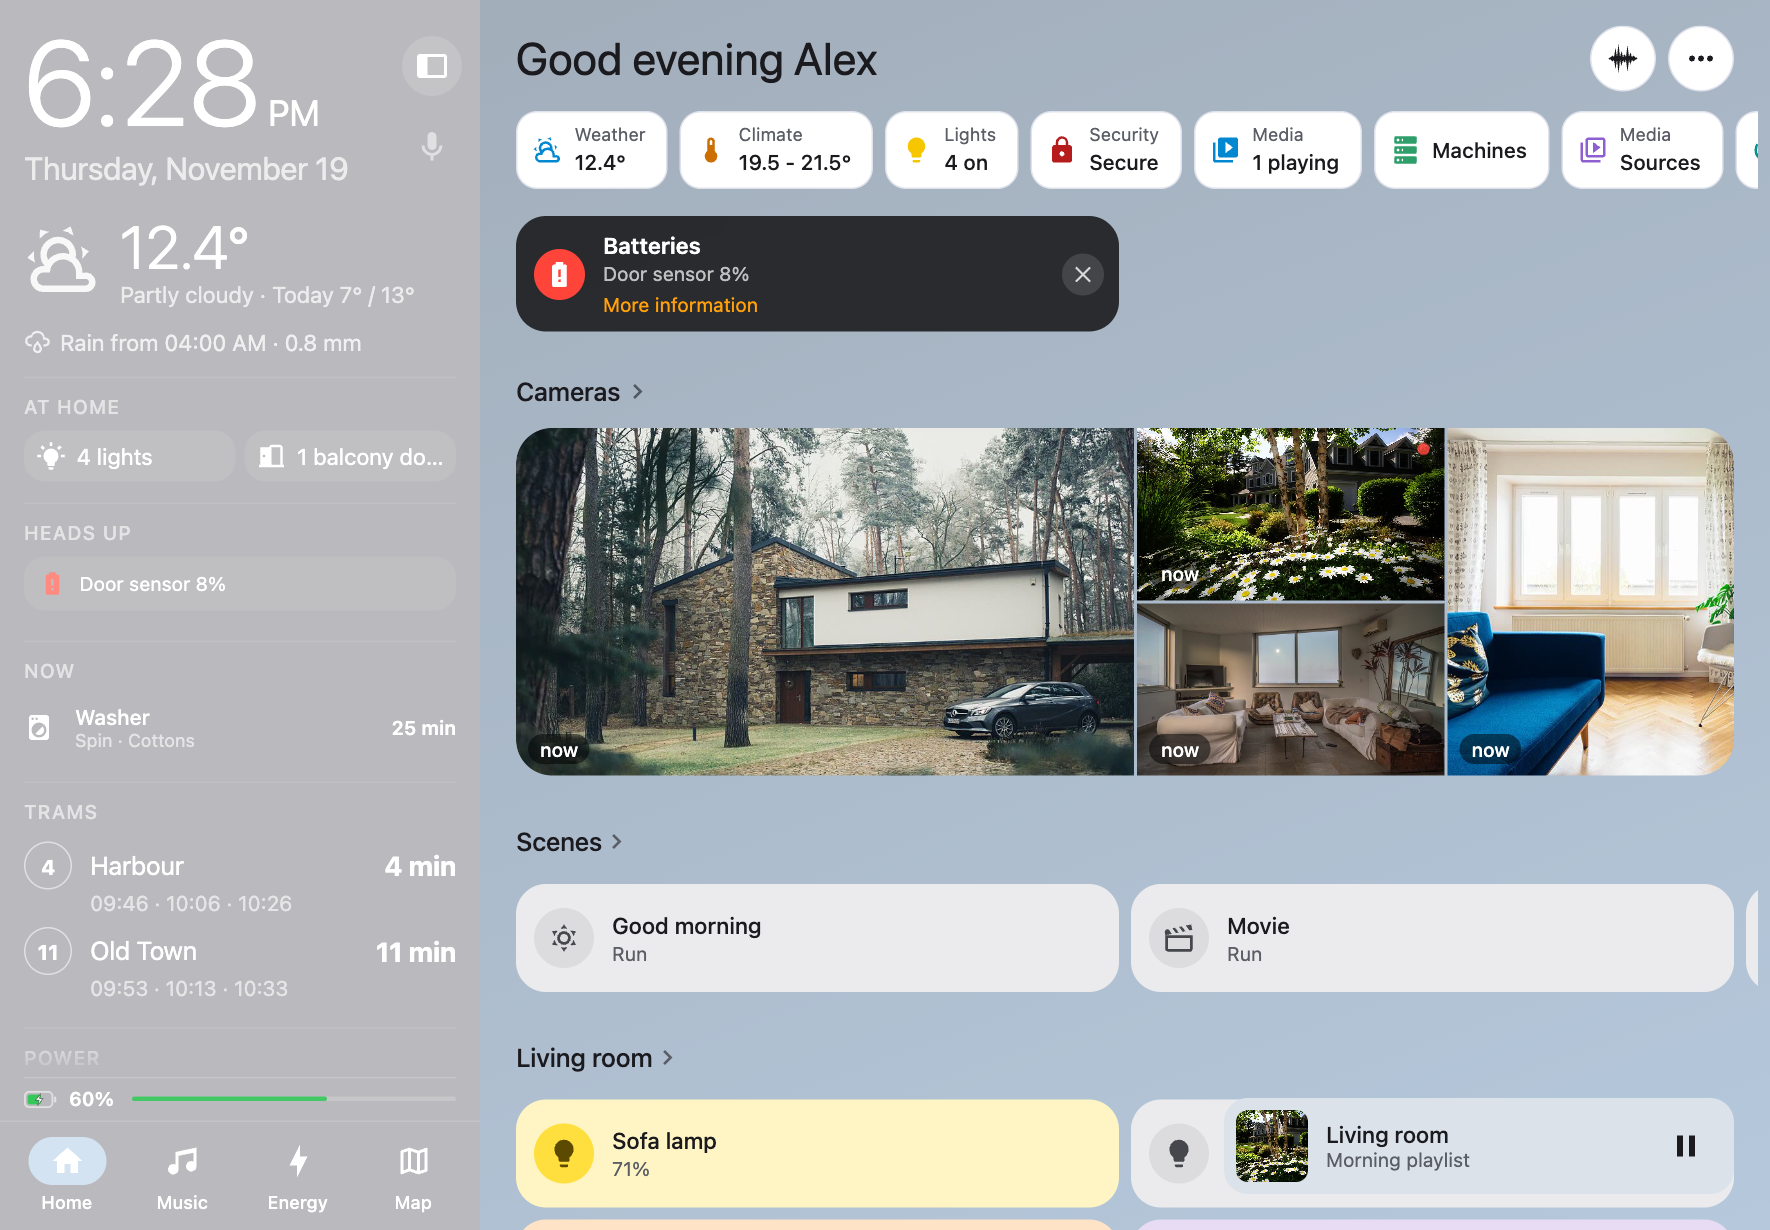 6:28 PM
Thursday, November 19
12.4°
Partly cloudy · Today 7° / 13°
Rain from 04:00 AM · 0.8 mm
AT HOME
4 lights
1 balcony do...
HEADS UP
Door sensor 8%
NOW
Washer
Spin · Cottons
25 min
TRAMS
4
Harbour
4 min
09:46 · 10:06 · 10:26
11
Old Town
11 min
09:53 · 10:13 · 10:33
POWER
60%
Home
Music
Energy
Map
Good evening Alex
Weather
12.4°
Climate
19.5 - 21.5°
Lights
4 on
Security
Secure
Media
1 playing
Machines
Media
Sources
Batteries
Door sensor 8%
More information
Cameras
now
now
now
now
Scenes
Good morning
Run
Movie
Run
Living room
Sofa lamp
71%
Living room
Morning playlist